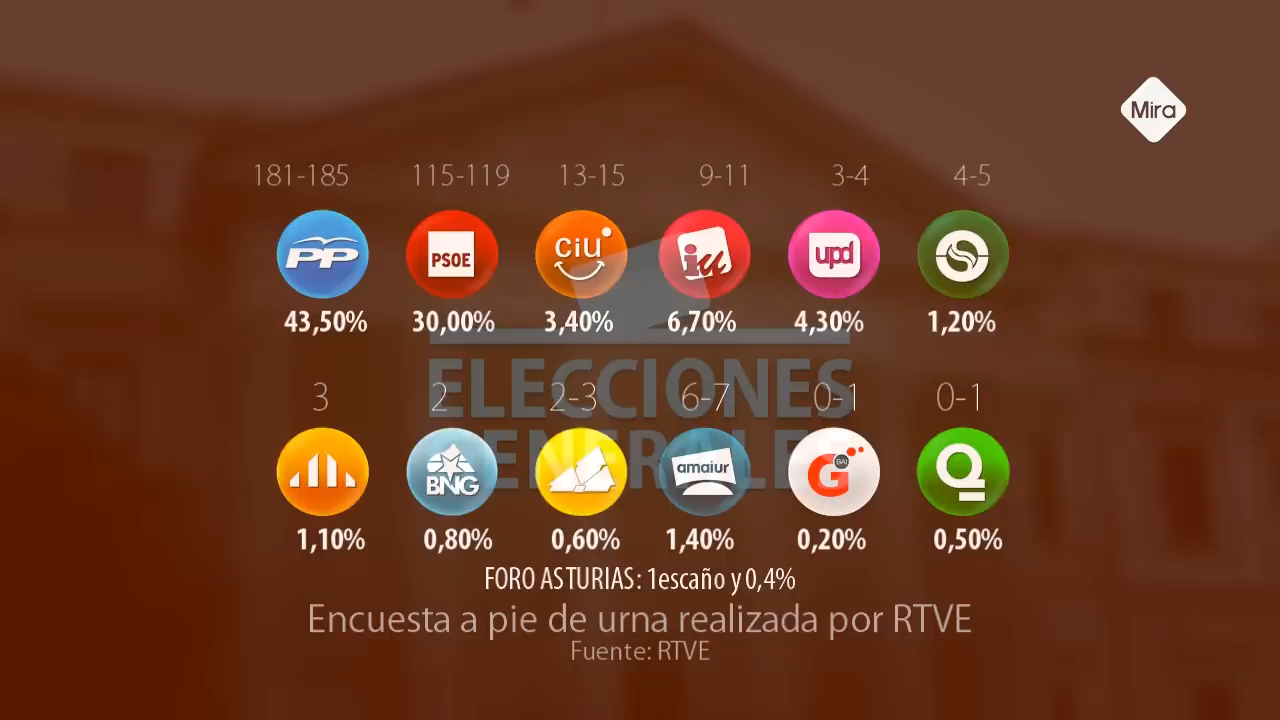 Mira
181-185 115-119 13-15 9-11 3-4 4-5
PP PSOE ciu iu upd
43,50% 30,00% 3,40% 6,70% 4,30% 1,20%
ELECCIONES
GENERALES
3 2 2-3 6-7 0-1 0-1
BNG amaiur G BAI Q
1,10% 0,80% 0,60% 1,40% 0,20% 0,50%
FORO ASTURIAS: 1escaño y 0,4%
Encuesta a pie de urna realizada por RTVE
Fuente: RTVE